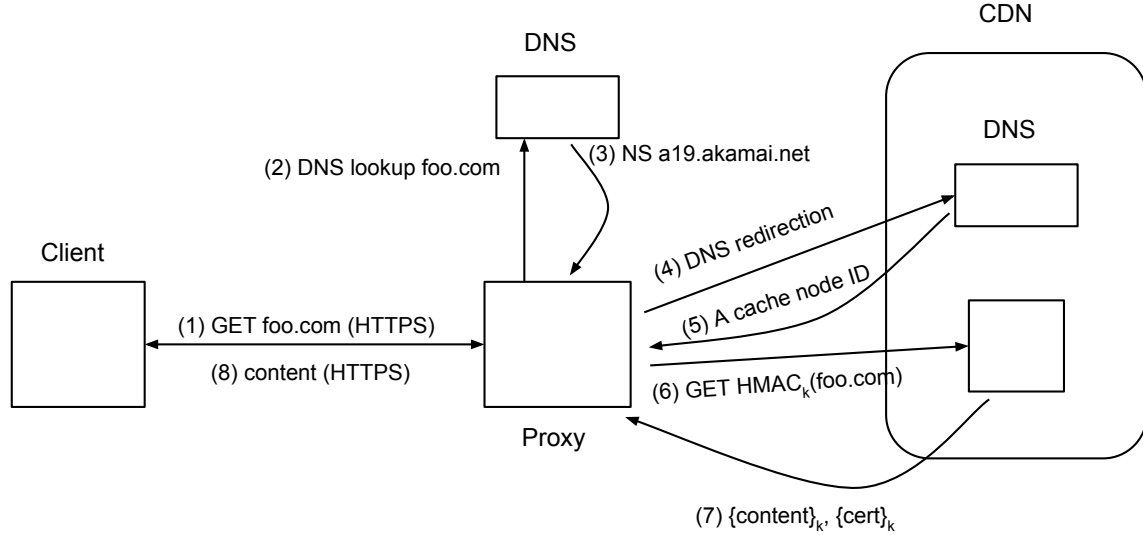 CDN
DNS
DNS
(2) DNS lookup foo.com
(3) NS a19.akamai.net
(4) DNS redirection
Client
(5) A cache node ID
(1) GET foo.com (HTTPS)
(8) content (HTTPS)
(6) GET HMACk(foo.com)
Proxy
(7) {content}k, {cert}k